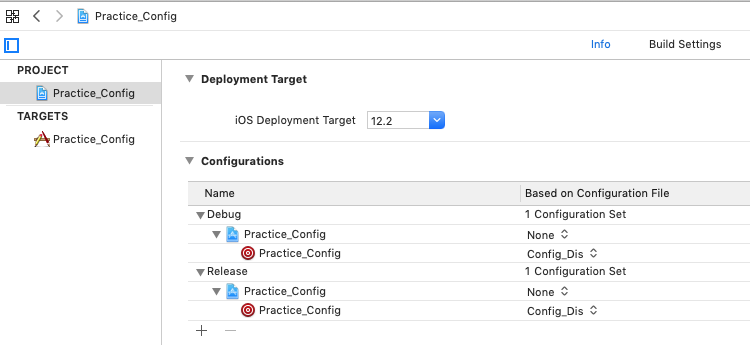 Practice_Config
Info Build Settings
PROJECT
Practice_Config
TARGETS
Practice_Config
Deployment Target
iOS Deployment Target 12.2
Configurations
Name Based on Configuration File
Debug 1 Configuration Set
Practice_Config None
Practice_Config Config_Dis
Release 1 Configuration Set
Practice_Config None
Practice_Config Config_Dis